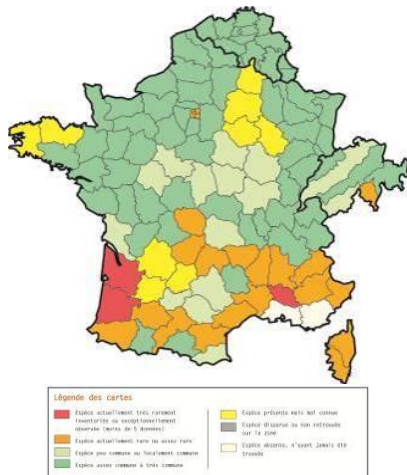 Légende des cartes
Espèce actuellement très rarement
inventoriée ou exceptionnellement
observée (moins de 5 données)
Espèce actuellement rare ou assez rare
Espèce peu commune ou localement commune
Espèce assez commune à très commune
Espèce présente mais mal connue
Espèce disparue ou non retrouvée
sur la zone
Espèce absente, n'ayant jamais été
trouvée